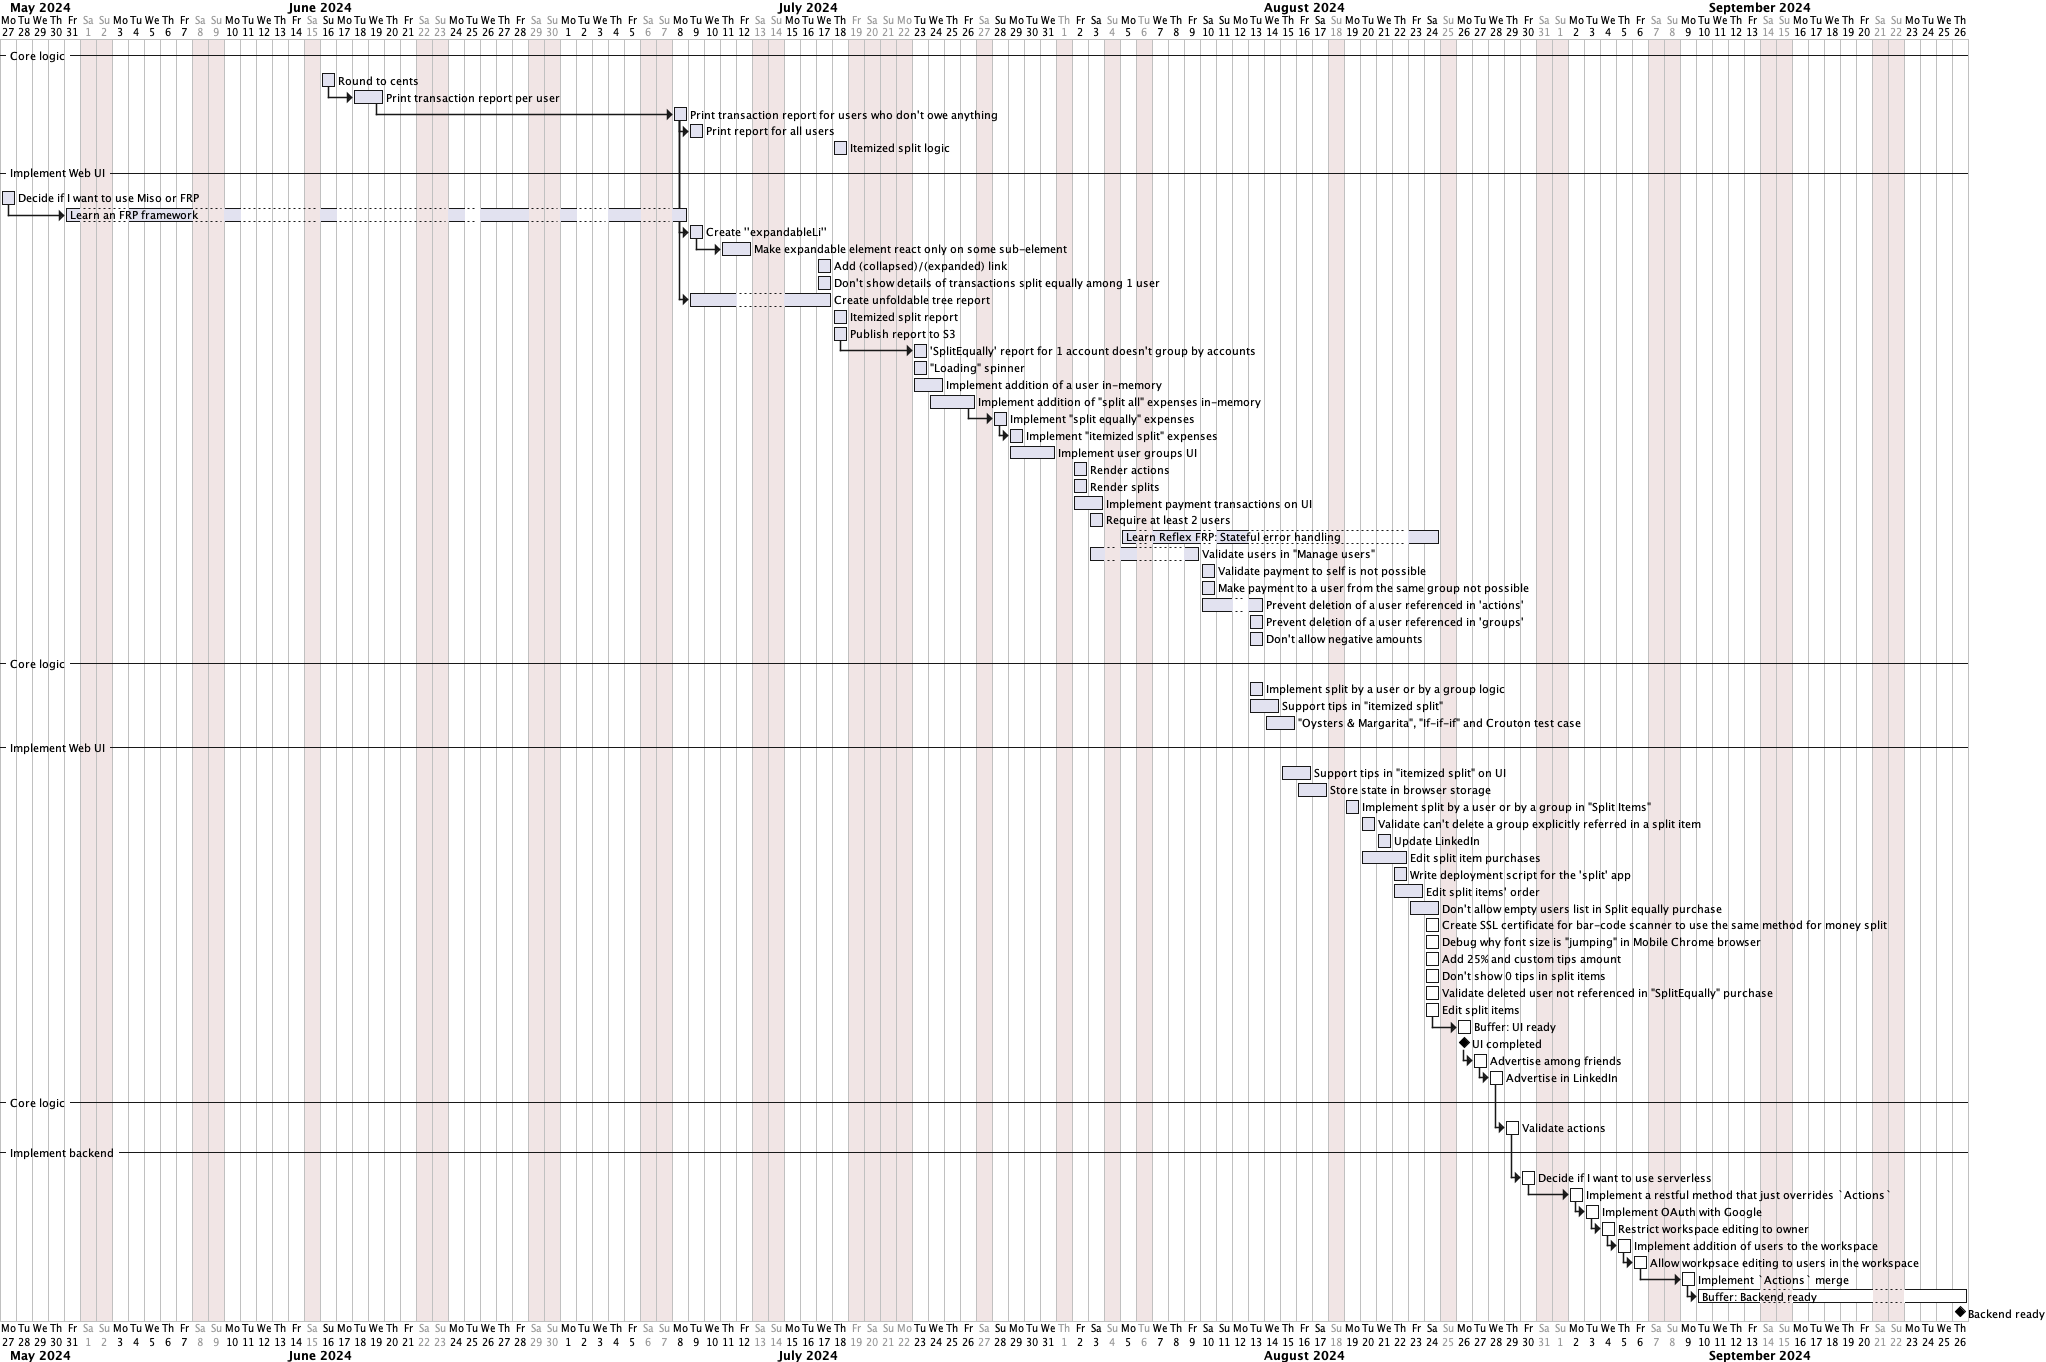 May 2024 June 2024 July 2024 August 2024 September 2024
Mo Tu We Th Fr Sa Su Mo Tu We Th Fr Sa Su Mo Tu We Th Fr Sa Su Mo Tu We Th Fr Sa Su Mo Tu We Th Fr Sa Su Mo Tu We Th Fr Sa Su Mo Tu We Th Fr Sa Su Mo Tu We Th Fr Sa Su Mo Tu We Th Fr Sa Su Mo Tu We Th Fr Sa Su Mo Tu We Th Fr Sa Su Mo Tu We Th Fr Sa Su Mo Tu We Th Fr Sa Su Mo Tu We Th Fr Sa Su Mo Tu We Th Fr Sa Su Mo Tu We Th Fr Sa Su Mo Tu We Th Fr Sa Su Mo Tu We Th
27 28 29 30 31 1 2 3 4 5 6 7 8 9 10 11 12 13 14 15 16 17 18 19 20 21 22 23 24 25 26 27 28 29 30 1 2 3 4 5 6 7 8 9 10 11 12 13 14 15 16 17 18 19 20 21 22 23 24 25 26 27 28 29 30 31 1 2 3 4 5 6 7 8 9 10 11 12 13 14 15 16 17 18 19 20 21 22 23 24 25 26 27 28 29 30 31 1 2 3 4 5 6 7 8 9 10 11 12 13 14 15 16 17 18 19 20 21 22 23 24 25 26
Core logic
Round to cents
Print transaction report per user
Print transaction report for users who don't owe anything
Print report for all users
Itemized split logic
Implement Web UI
Decide if I want to use Miso or FRP
Learn an FRP framework
Create "expandableLi"
Make expandable element react only on some sub-element
Add (collapsed)/(expanded) link
Don't show details of transactions split equally among 1 user
Create unfoldable tree report
Itemized split report
Publish report to S3
'SplitEqually' report for 1 account doesn't group by accounts
"Loading" spinner
Implement addition of a user in-memory
Implement addition of "split all" expenses in-memory
Implement "split equally" expenses
Implement "itemized split" expenses
Implement user groups UI
Render actions
Render splits
Implement payment transactions on UI
Require at least 2 users
Learn Reflex FRP: Stateful error handling
Validate users in "Manage users"
Validate payment to self is not possible
Make payment to a user from the same group not possible
Prevent deletion of a user referenced in 'actions'
Prevent deletion of a user referenced in 'groups'
Don't allow negative amounts
Core logic
Implement split by a user or by a group logic
Support tips in "itemized split"
"Oysters & Margarita", "If-if-if" and Crouton test case
Implement Web UI
Support tips in "itemized split" on UI
Store state in browser storage
Implement split by a user or by a group in "Split Items"
Validate can't delete a group explicitly referred in a split item
Update LinkedIn
Edit split item purchases
Write deployment script for the 'split' app
Edit split items' order
Don't allow empty users list in Split equally purchase
Create SSL certificate for bar-code scanner to use the same method for money split
Debug why font size is "jumping" in Mobile Chrome browser
Add 25% and custom tips amount
Don't show 0 tips in split items
Validate deleted user not referenced in "SplitEqually" purchase
Edit split items
Buffer: UI ready
UI completed
Advertise among friends
Advertise in LinkedIn
Core logic
Validate actions
Implement backend
Decide if I want to use serverless
Implement a restful method that just overrides `Actions`
Implement OAuth with Google
Restrict workspace editing to owner
Implement addition of users to the workspace
Allow workpsace editing to users in the workspace
Implement `Actions` merge
Buffer: Backend ready
Backend ready
Mo Tu We Th Fr Sa Su Mo Tu We Th Fr Sa Su Mo Tu We Th Fr Sa Su Mo Tu We Th Fr Sa Su Mo Tu We Th Fr Sa Su Mo Tu We Th Fr Sa Su Mo Tu We Th Fr Sa Su Mo Tu We Th Fr Sa Su Mo Tu We Th Fr Sa Su Mo Tu We Th Fr Sa Su Mo Tu We Th Fr Sa Su Mo Tu We Th Fr Sa Su Mo Tu We Th Fr Sa Su Mo Tu We Th Fr Sa Su Mo Tu We Th Fr Sa Su Mo Tu We Th Fr Sa Su Mo Tu We Th Fr Sa Su Mo Tu We Th
27 28 29 30 31 1 2 3 4 5 6 7 8 9 10 11 12 13 14 15 16 17 18 19 20 21 22 23 24 25 26 27 28 29 30 1 2 3 4 5 6 7 8 9 10 11 12 13 14 15 16 17 18 19 20 21 22 23 24 25 26 27 28 29 30 31 1 2 3 4 5 6 7 8 9 10 11 12 13 14 15 16 17 18 19 20 21 22 23 24 25 26 27 28 29 30 31 1 2 3 4 5 6 7 8 9 10 11 12 13 14 15 16 17 18 19 20 21 22 23 24 25 26
May 2024 June 2024 July 2024 August 2024 September 2024